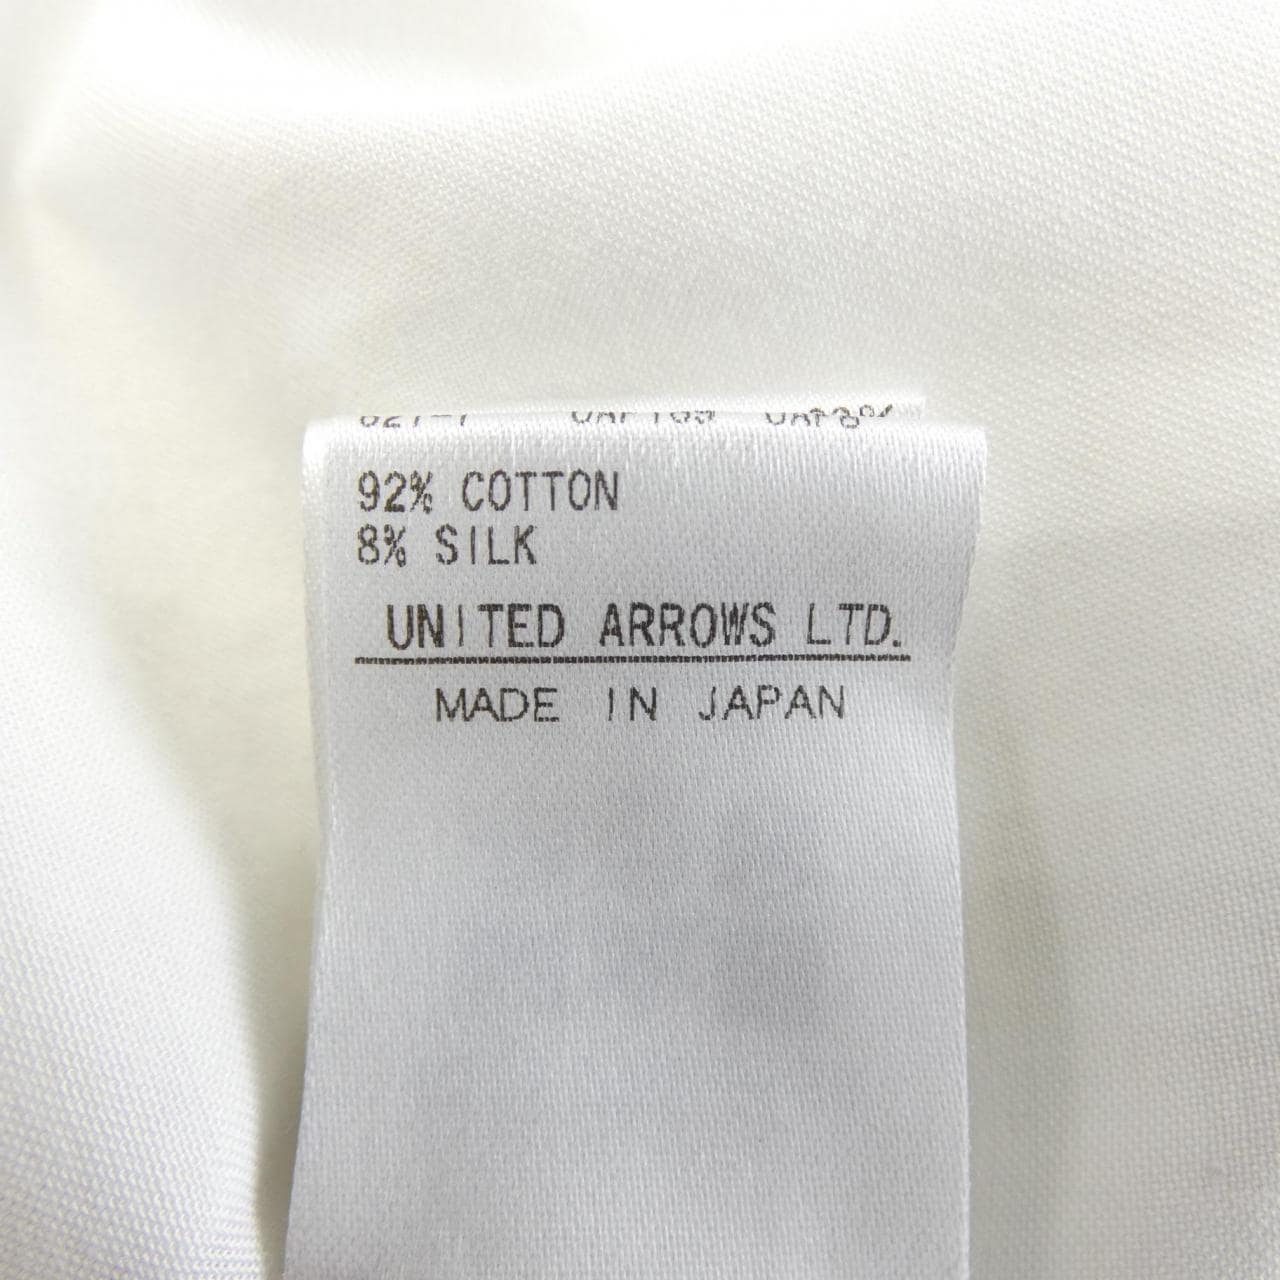 92% COTTON
8% SILK
UNITED ARROWS LTD.
MADE IN JAPAN